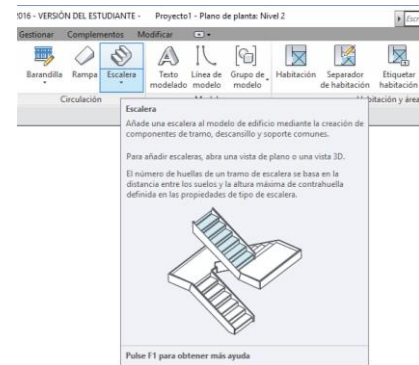 2016 - VERSIÓN DEL ESTUDIANTE - Proyecto1 - Plano de planta: Nivel 2
Gestionar Complementos Modificar
Barandilla Rampa Escalera Texto modelado Línea de modelo Grupo de modelo Habitación Separador de habitación Etiquetar habitación
Circulación
Escalera
Añade una escalera al modelo de edificio mediante la creación de
componentes de tramo, descansillo y soporte comunes.
Para añadir escaleras, abra una vista de plano o una vista 3D.
El número de huellas de un tramo de escalera se basa en la
distancia entre los suelos y la altura máxima de contrahuella
definida en las propiedades de tipo de escalera.
Pulse F1 para obtener más ayuda